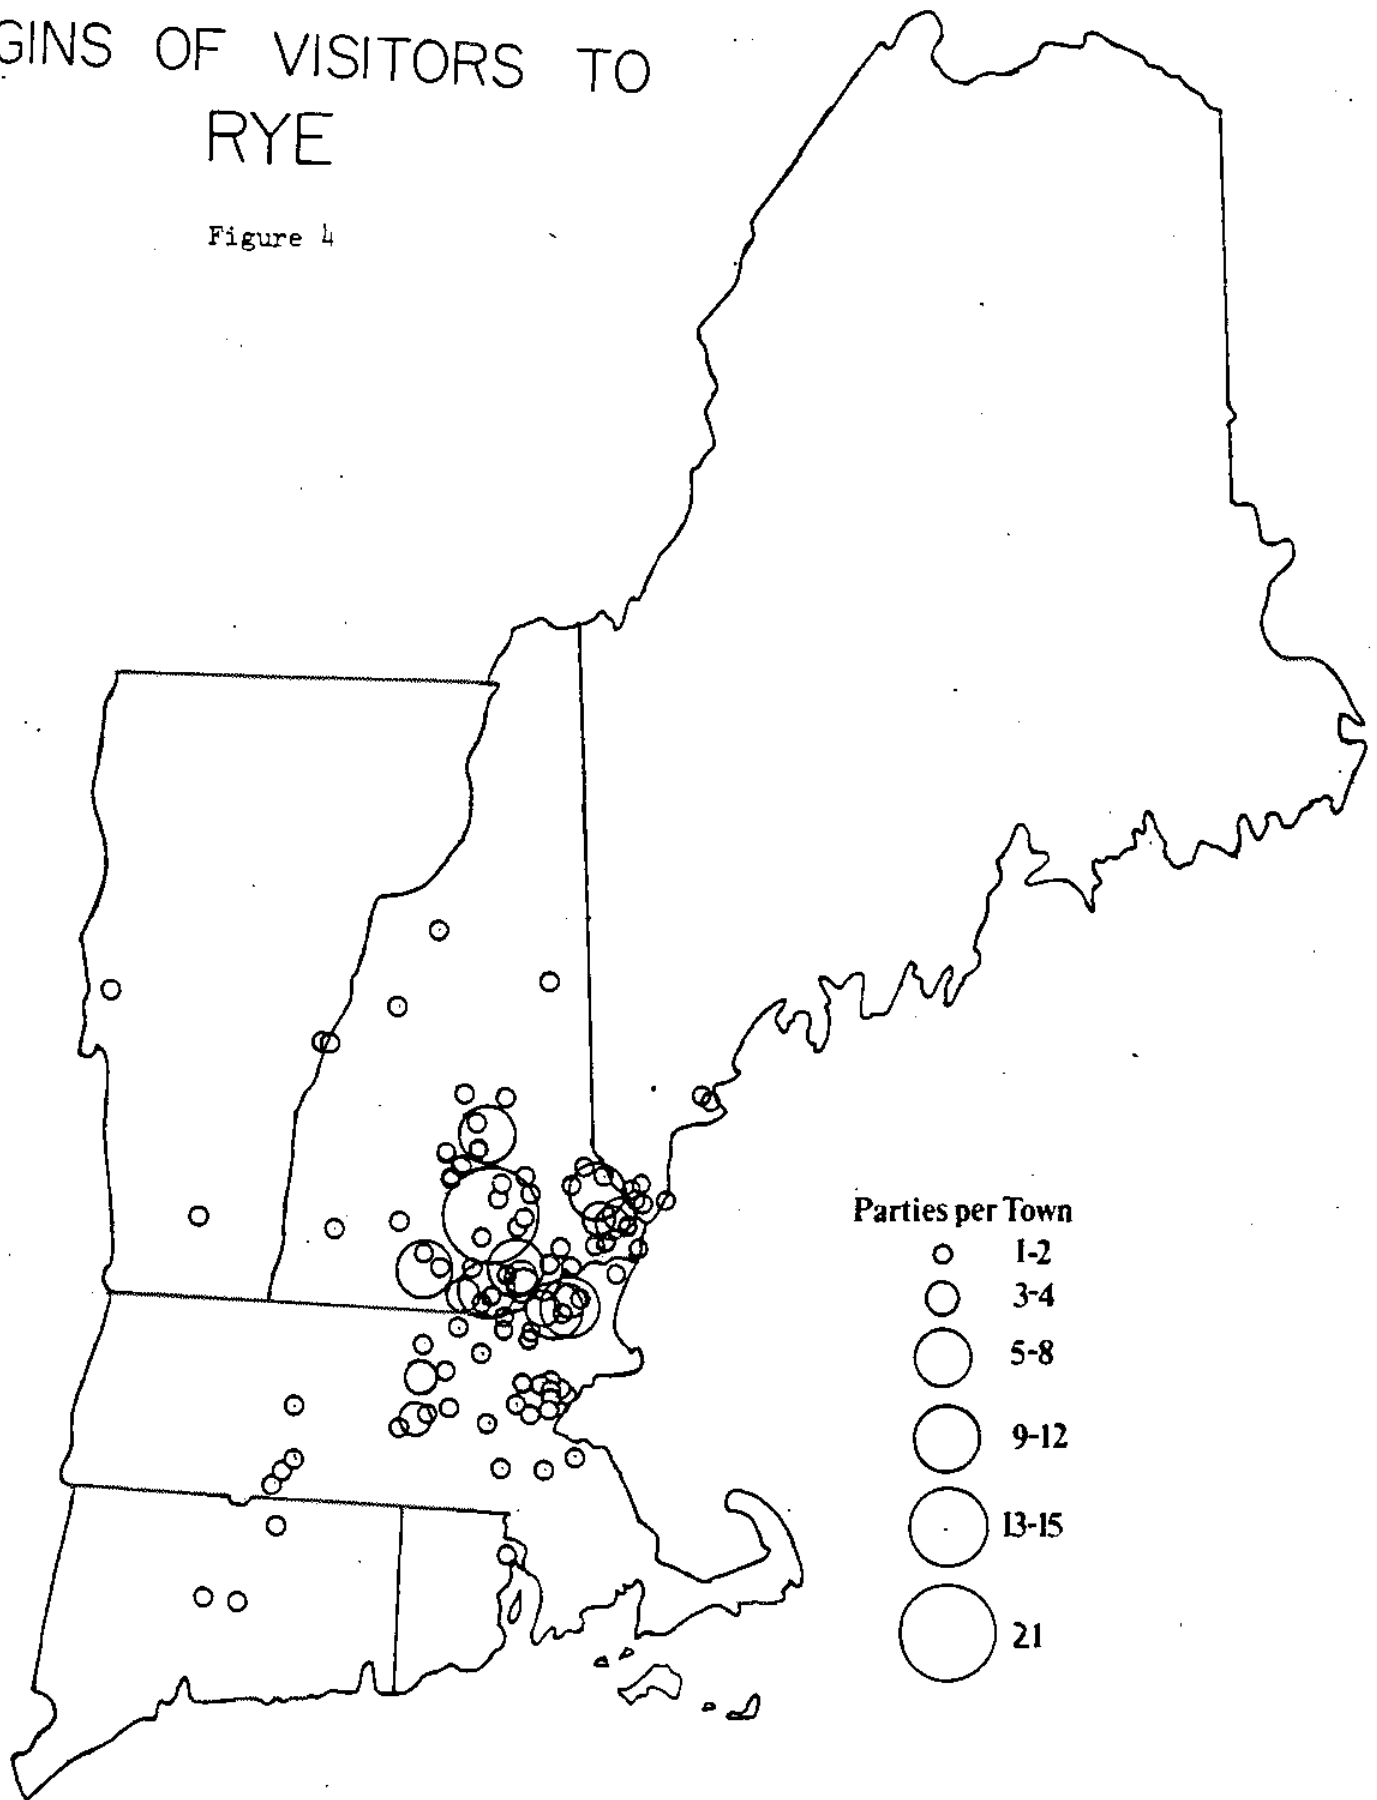 GINS OF VISITORS TO
RYE
Figure 4
Parties per Town
1-2
3-4
5-8
9-12
13-15
21